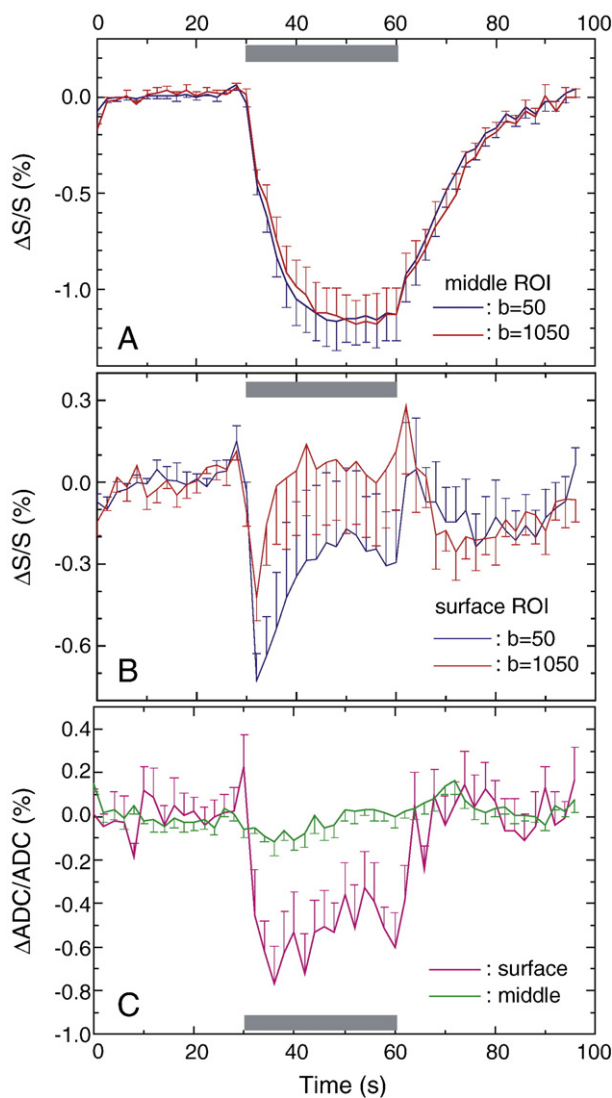 0 20 40 60 80 100
0.0
-0.5
-1.0
ΔS/S (%)
A
middle ROI
: b=50
: b=1050
0.3
0.0
-0.3
-0.6
ΔS/S (%)
B
surface ROI
: b=50
: b=1050
0.4
0.2
0.0
-0.2
-0.4
-0.6
-0.8
-1.0
ΔADC/ADC (%)
C
: surface
: middle
0 20 40 60 80 100
Time (s)